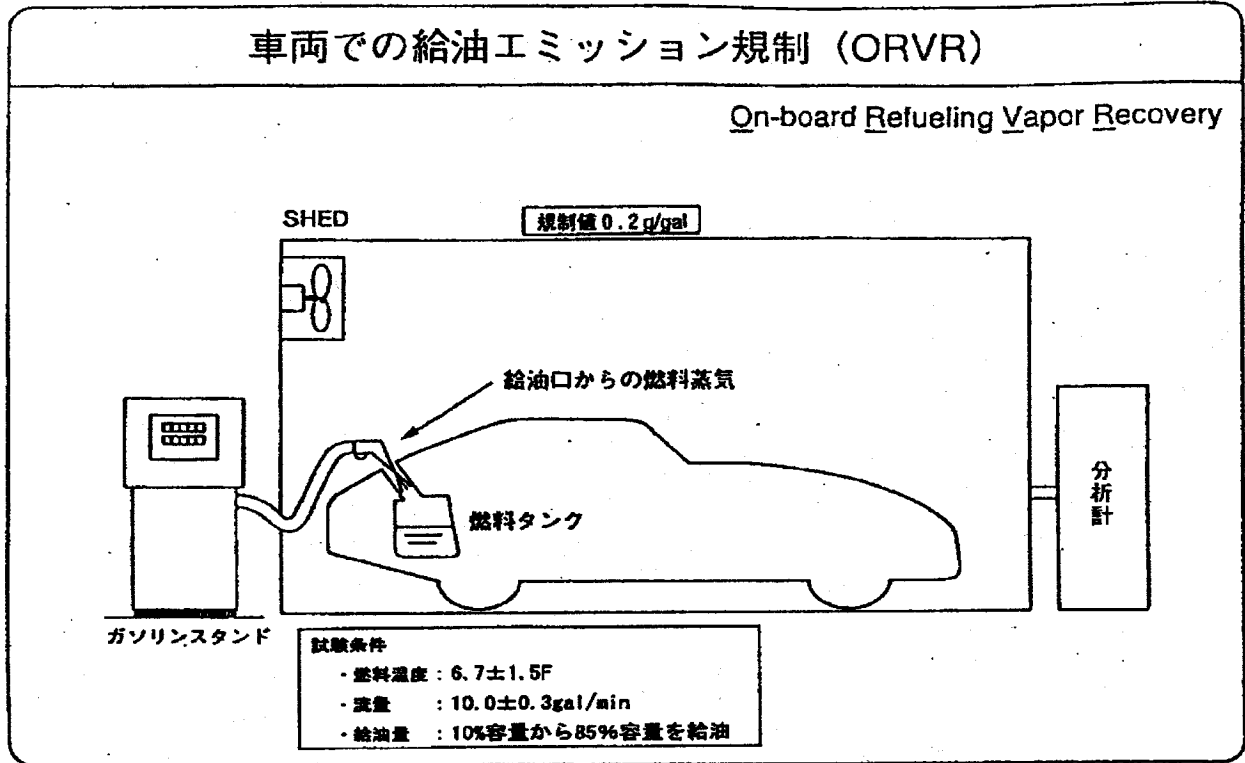 車両での給油エミッション規制 (ORVR)
On-board Refueling Vapor Recovery
SHED
規制値0.2g/gal
給油口からの燃料蒸気
燃料タンク
分析計
ガソリンスタンド
試験条件
・燃料温度 : 6.7±1.5F
・流量 : 10.0±0.3gal/min
・給油量 : 10%容量から85%容量を給油